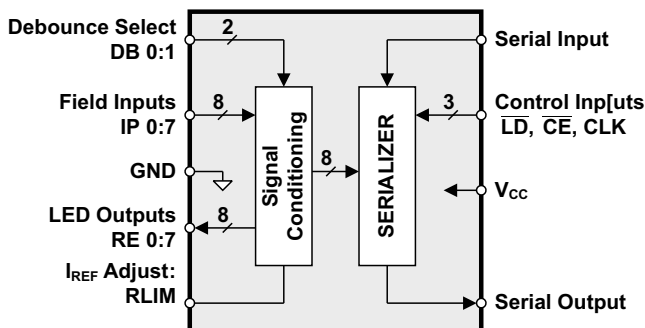 Debounce Select
DB 0:1
2
Field Inputs
IP 0:7
8
GND
LED Outputs
RE 0:7
8
IREF Adjust:
RLIM
Signal
Conditioning
8
SERIALIZER
Serial Input
3
Control Inp[uts
LD, CE, CLK
VCC
Serial Output